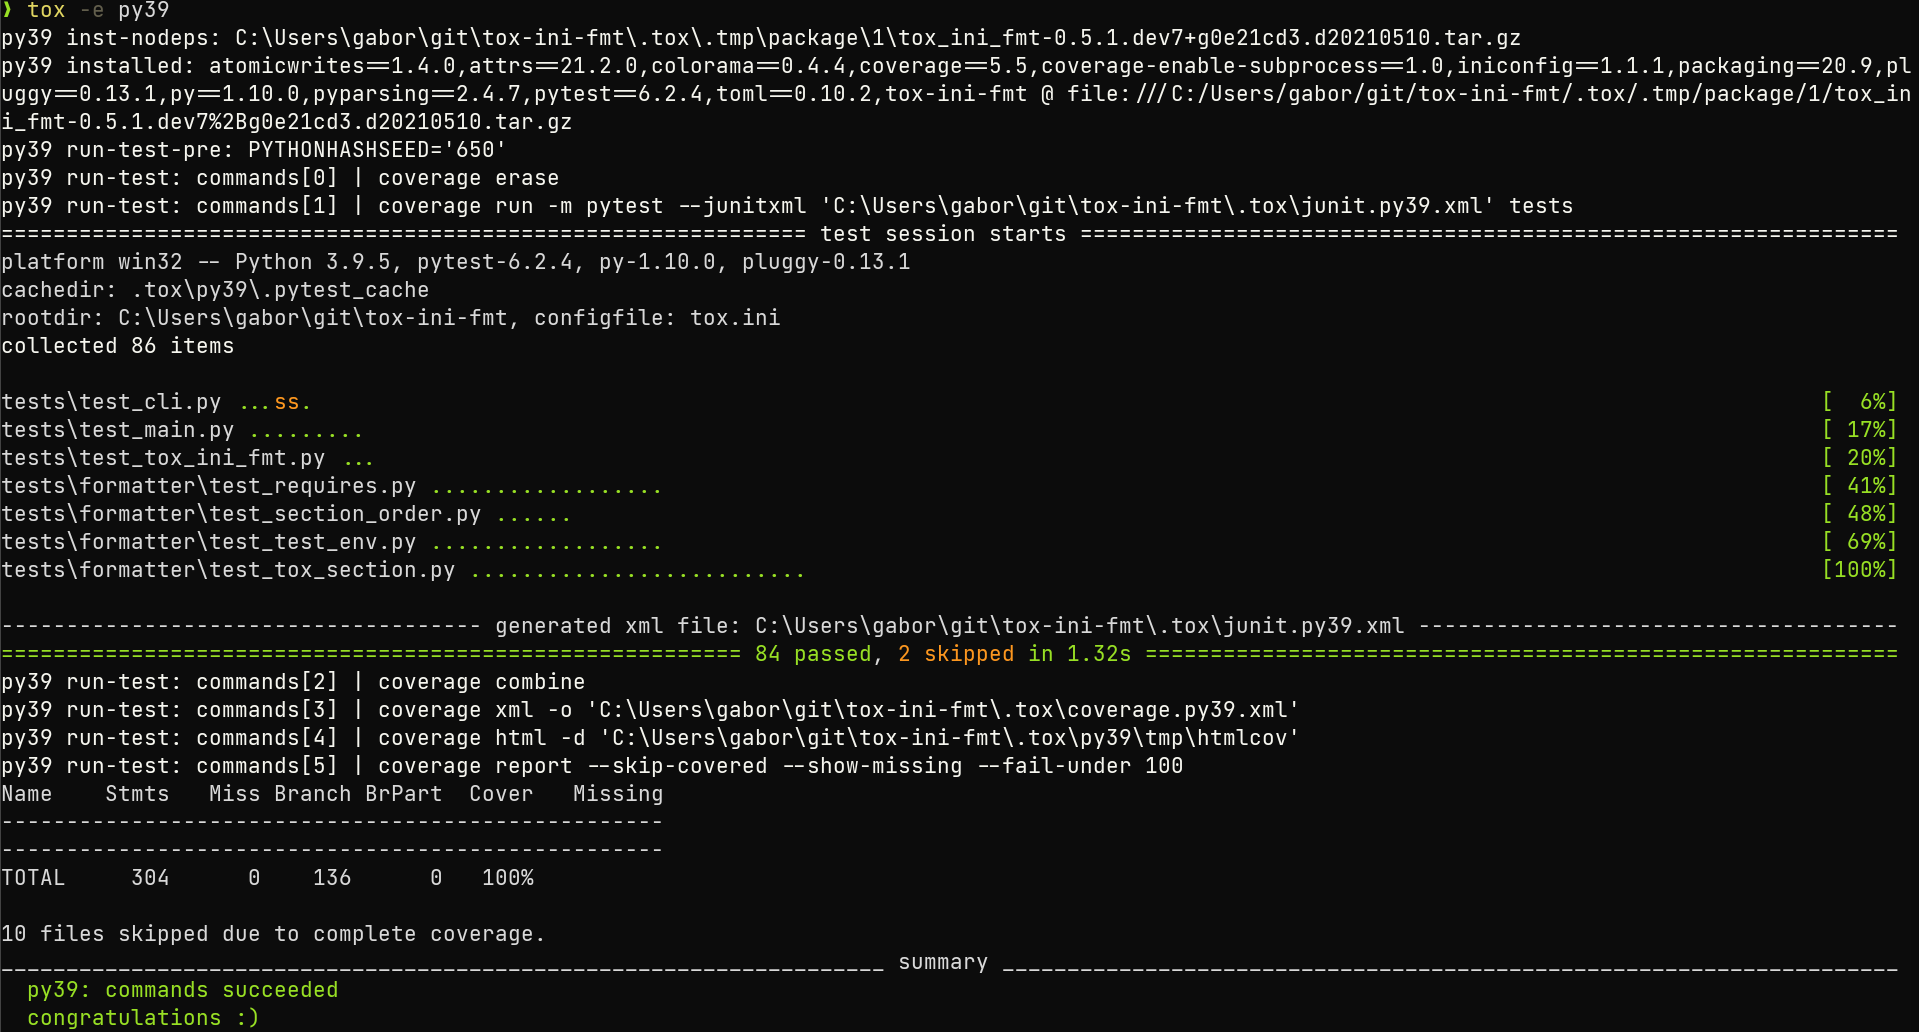 ❱ tox -e py39
py39 inst-nodeps: C:\Users\gabor\git\tox-ini-fmt\.tox\.tmp\package\1\tox_ini_fmt-0.5.1.dev7+g0e21cd3.d20210510.tar.gz
py39 installed: atomicwrites==1.4.0,attrs==21.2.0,colorama==0.4.4,coverage==5.5,coverage-enable-subprocess==1.0,iniconfig==1.1.1,packaging==20.9,pl
uggy==0.13.1,py==1.10.0,pyparsing==2.4.7,pytest==6.2.4,toml==0.10.2,tox-ini-fmt @ file:///C:/Users/gabor/git/tox-ini-fmt/.tox/.tmp/package/1/tox_in
i_fmt-0.5.1.dev7%2Bg0e21cd3.d20210510.tar.gz
py39 run-test-pre: PYTHONHASHSEED='650'
py39 run-test: commands[0] | coverage erase
py39 run-test: commands[1] | coverage run -m pytest --junitxml 'C:\Users\gabor\git\tox-ini-fmt\.tox\junit.py39.xml' tests
============================================================== test session starts ===============================================================
platform win32 -- Python 3.9.5, pytest-6.2.4, py-1.10.0, pluggy-0.13.1
cachedir: .tox\py39\.pytest_cache
rootdir: C:\Users\gabor\git\tox-ini-fmt, configfile: tox.ini
collected 86 items
tests\test_cli.py ...ss. [  6%]
tests\test_main.py ......... [ 17%]
tests\test_tox_ini_fmt.py ... [ 20%]
tests\formatter\test_requires.py .................. [ 41%]
tests\formatter\test_section_order.py ...... [ 48%]
tests\formatter\test_test_env.py .................. [ 69%]
tests\formatter\test_tox_section.py .......................... [100%]
------------------------------------- generated xml file: C:\Users\gabor\git\tox-ini-fmt\.tox\junit.py39.xml -------------------------------------
========================================================= 84 passed, 2 skipped in 1.32s ==========================================================
py39 run-test: commands[2] | coverage combine
py39 run-test: commands[3] | coverage xml -o 'C:\Users\gabor\git\tox-ini-fmt\.tox\coverage.py39.xml'
py39 run-test: commands[4] | coverage html -d 'C:\Users\gabor\git\tox-ini-fmt\.tox\py39\tmp\htmlcov'
py39 run-test: commands[5] | coverage report --skip-covered --show-missing --fail-under 100
Name    Stmts   Miss Branch BrPart  Cover   Missing
---------------------------------------------------
---------------------------------------------------
TOTAL     304      0    136      0   100%
10 files skipped due to complete coverage.
____________________________________________________________________ summary _____________________________________________________________________
  py39: commands succeeded
  congratulations :)